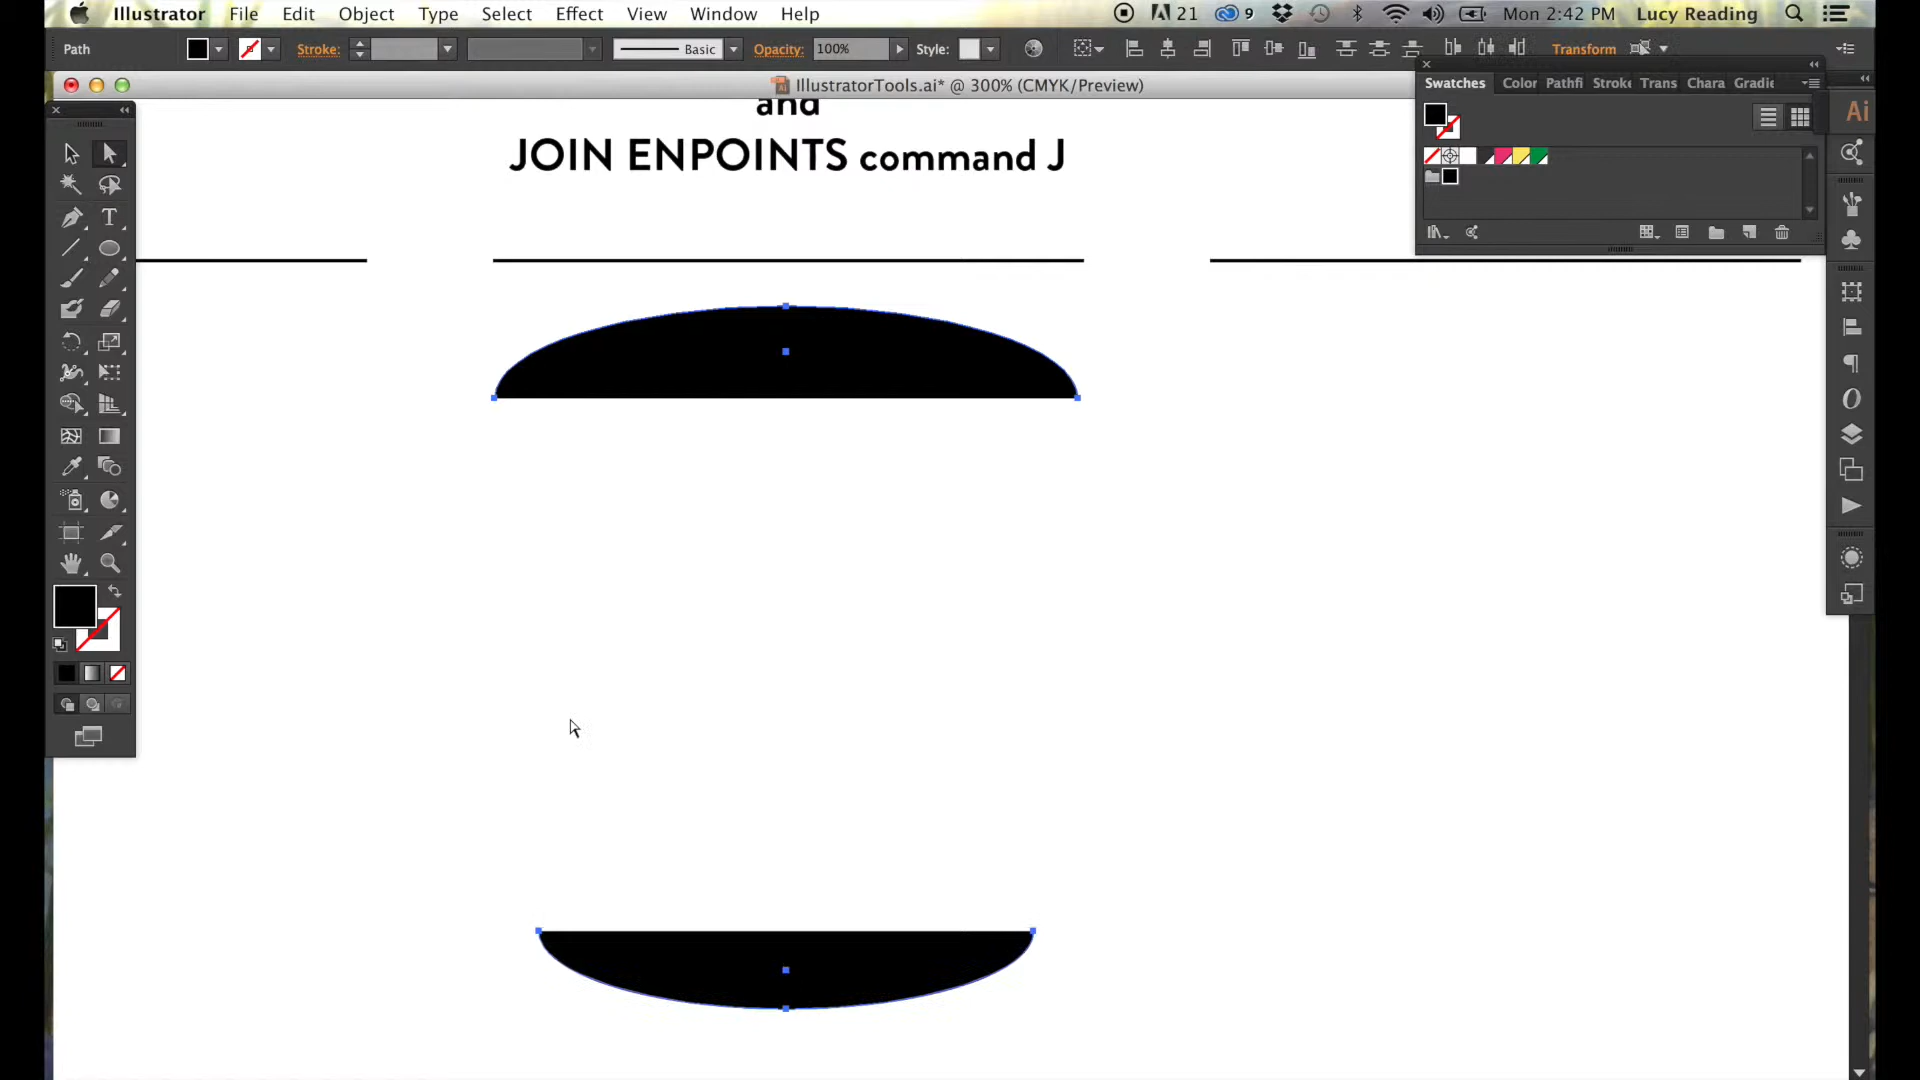 Illustrator File Edit Object Type Select Effect View Window Help 21 9 Mon 2:42 PM Lucy Reading
Path Stroke: Basic Opacity: 100% Style: Transform
IllustratorTools.ai* @ 300% (CMYK/Preview)
Swatches Color Pathfi Stroke Trans Chara Gradie
Ai
and
JOIN ENPOINTS command J